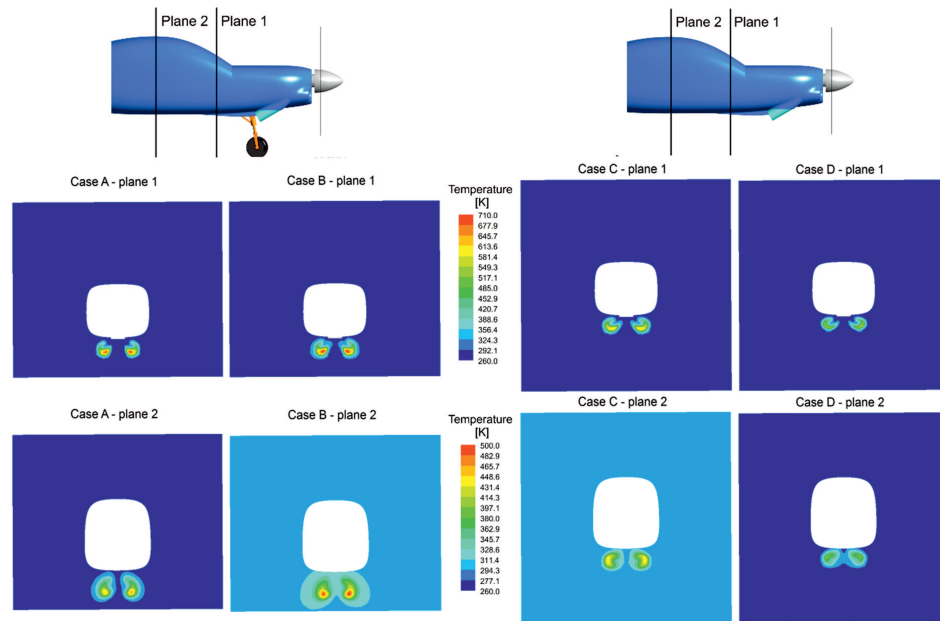 Plane 2 Plane 1
Plane 2 Plane 1
Case A - plane 1
Case B - plane 1
Temperature
[K]
710.0
677.9
645.7
613.6
581.4
549.3
517.1
485.0
452.9
420.7
388.6
356.4
324.3
292.1
260.0
Case C - plane 1
Case D - plane 1
Case A - plane 2
Case B - plane 2
Temperature
[K]
500.0
482.9
465.7
448.6
431.4
414.3
397.1
380.0
362.9
345.7
328.6
311.4
294.3
277.1
260.0
Case C - plane 2
Case D - plane 2